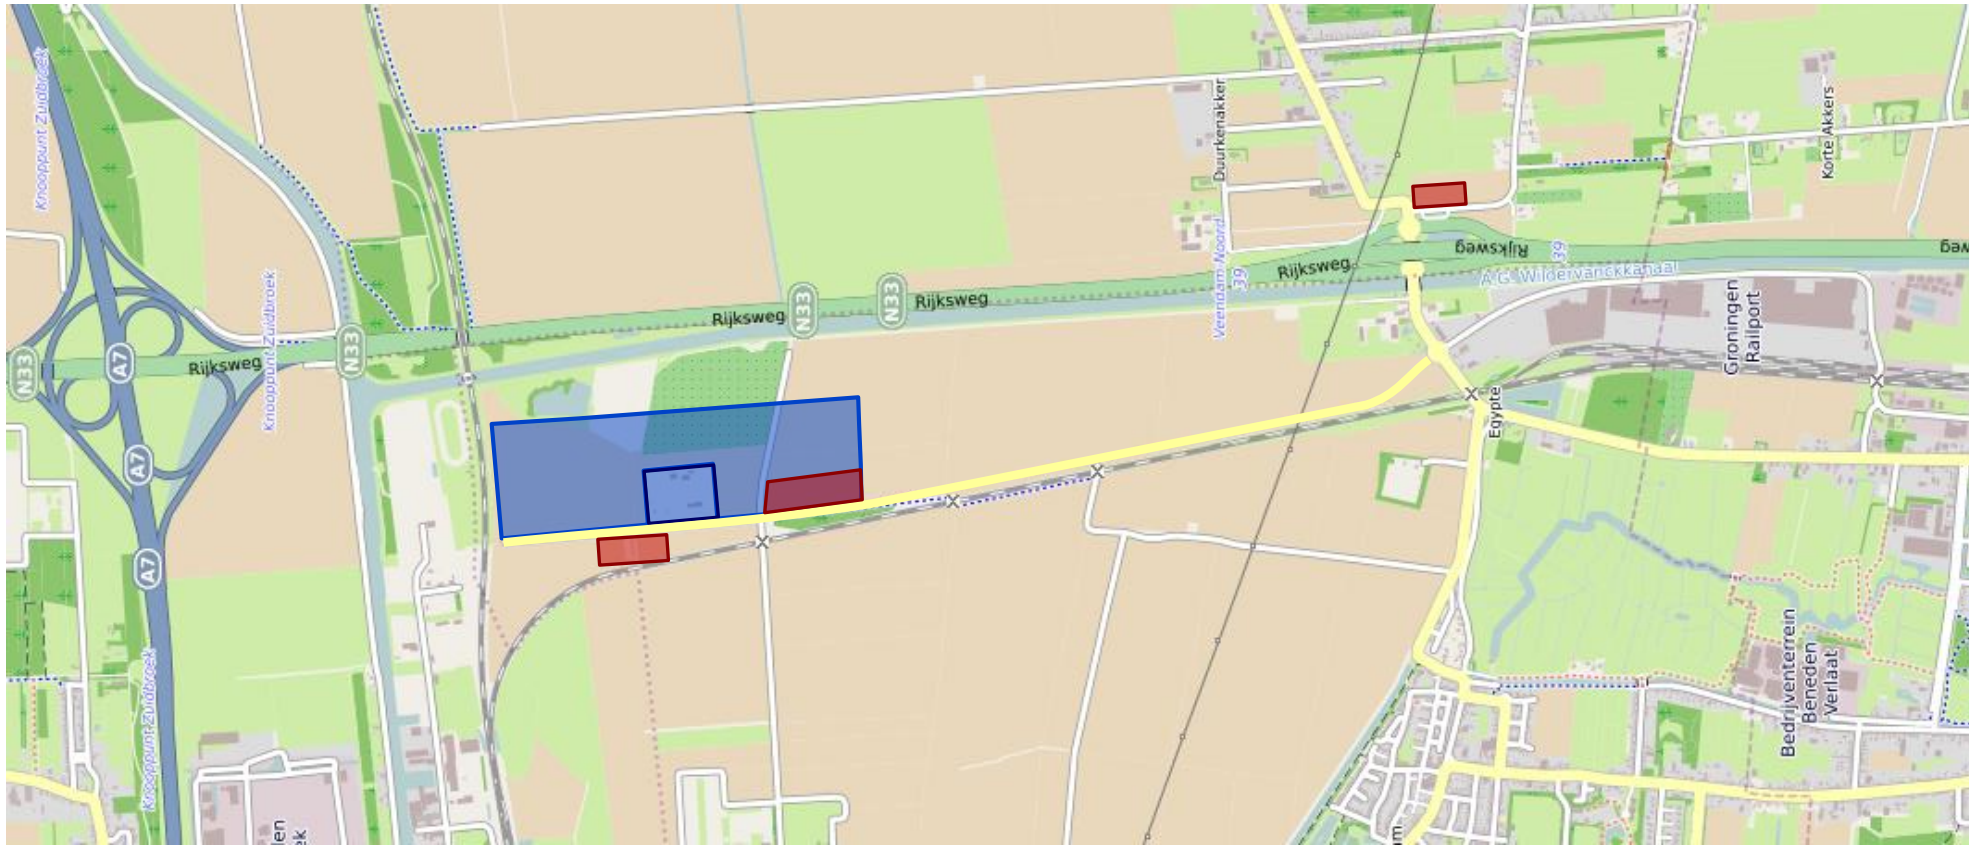 Knooppunt Zuidbroek
Duurkenakker
Korte Akkers
Veendam-Noord
39
Rijksweg
39
A.G. Wildervanckkanaal
Rijksweg
Rijksweg
N33
N33
Rijksweg
Knooppunt Zuidbroek
N33
Rijksweg
A7
N33
Groningen
Railport
Egypte
A7
A7
Knooppunt Zuidbroek
Bedrijventerrein
Beneden
Verlaat